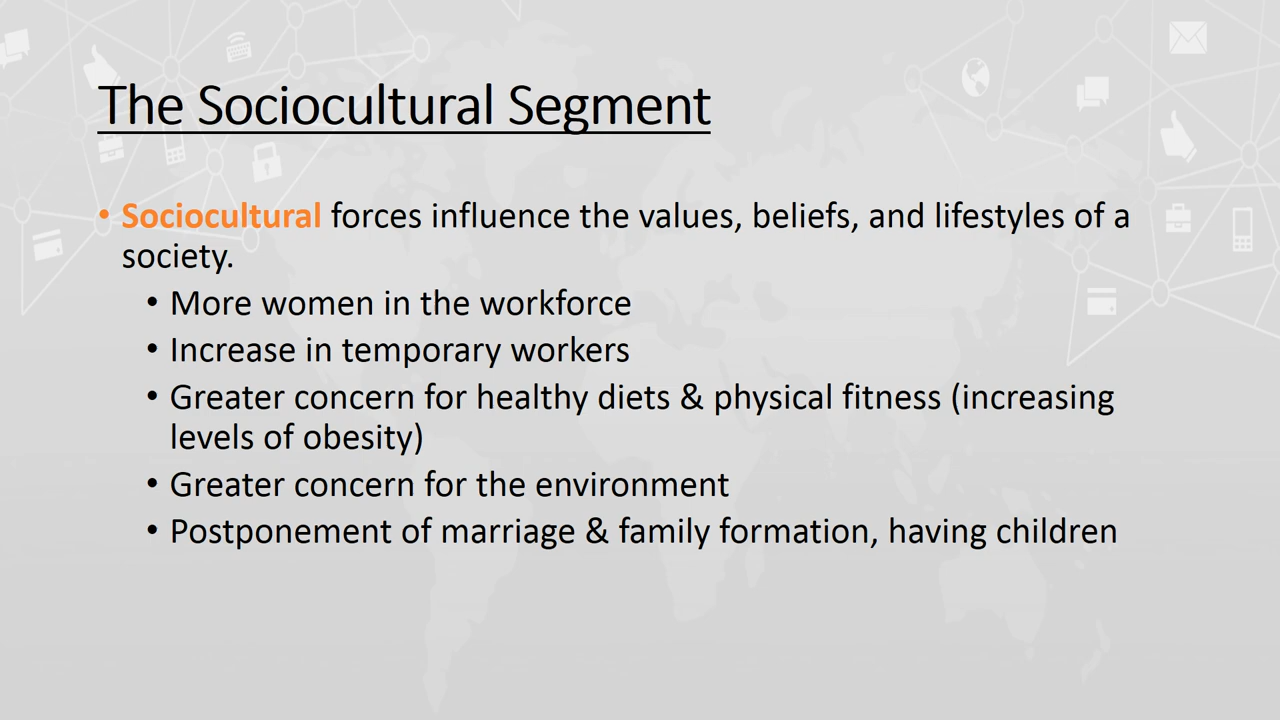 The Sociocultural Segment
• Sociocultural forces influence the values, beliefs, and lifestyles of a
society.
• More women in the workforce
• Increase in temporary workers
• Greater concern for healthy diets & physical fitness (increasing
levels of obesity)
• Greater concern for the environment
• Postponement of marriage & family formation, having children